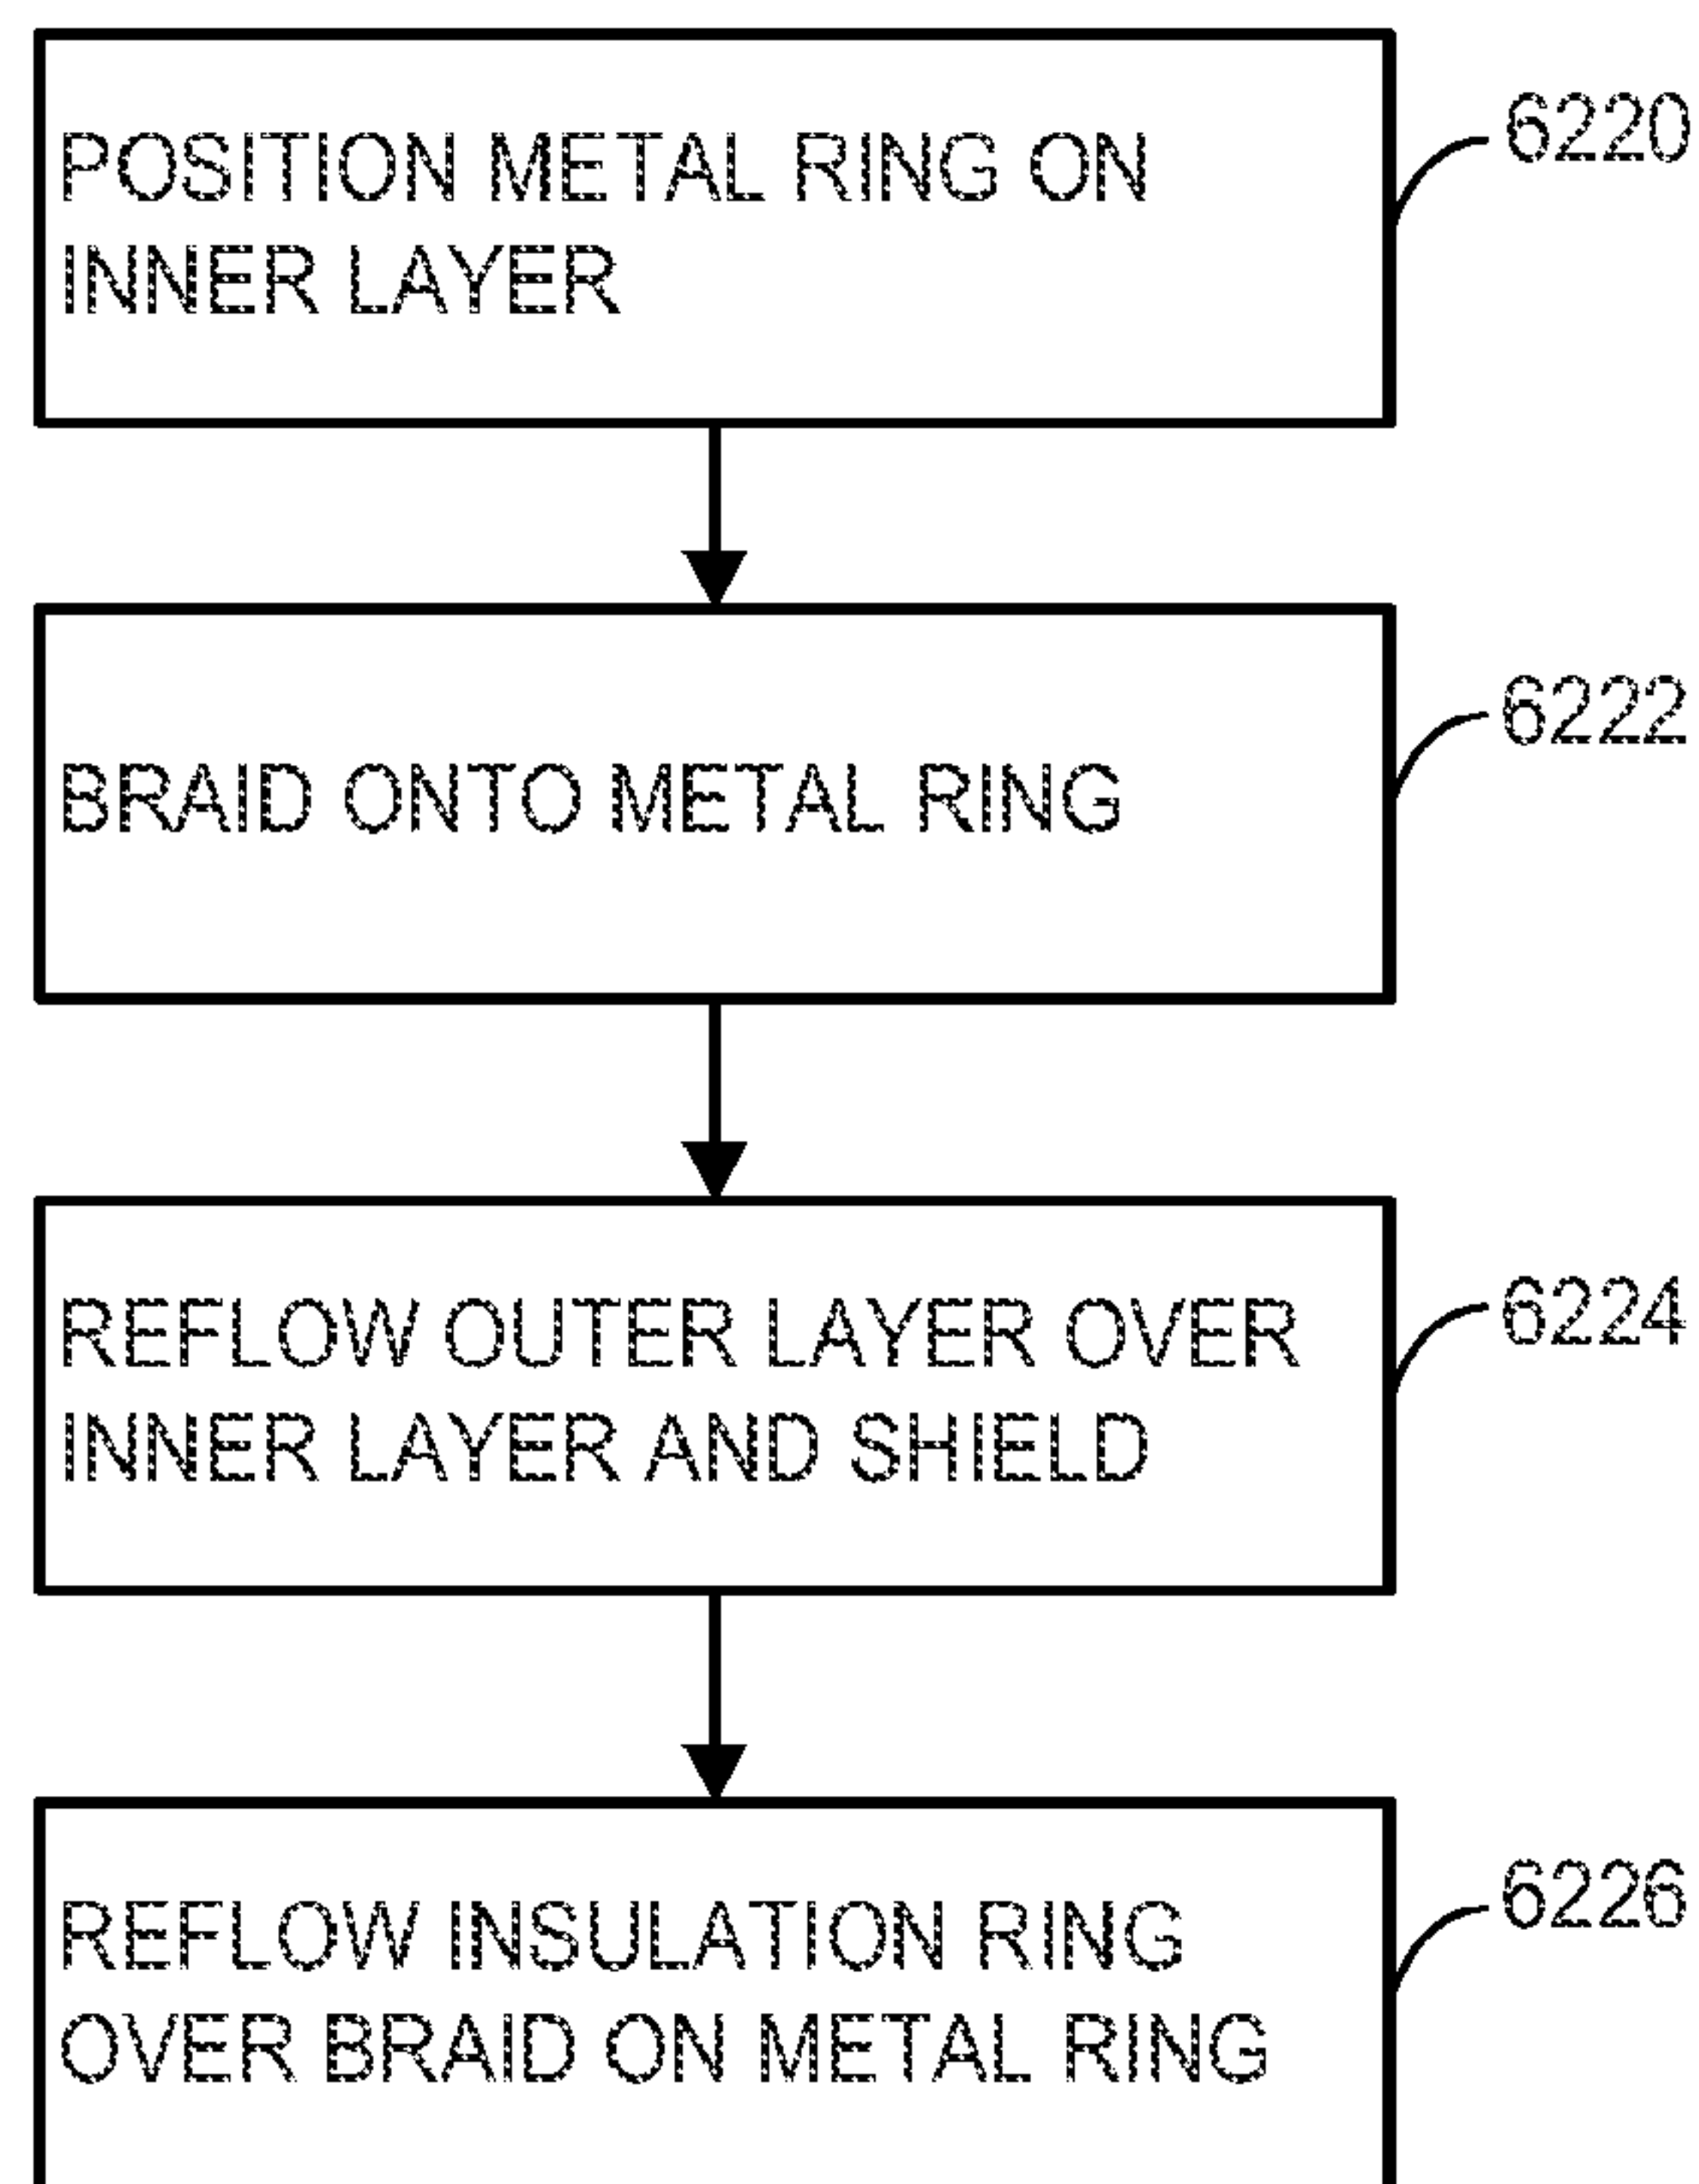 POSITION METAL RING ON
INNER LAYER
6220
BRAID ONTO METAL RING
6222
REFLOW OUTER LAYER OVER
INNER LAYER AND SHIELD
6224
REFLOW INSULATION RING
OVER BRAID ON METAL RING
6226